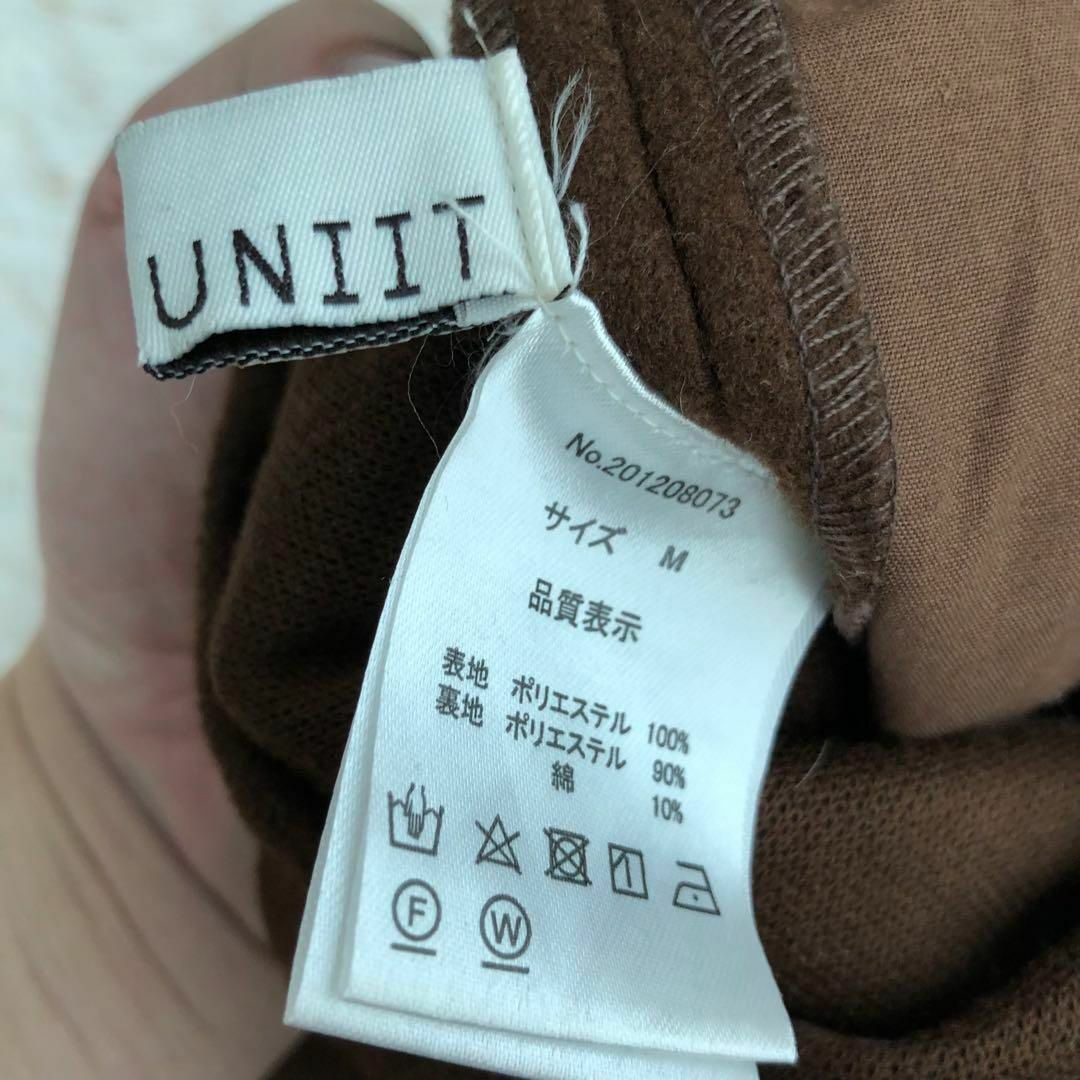 UNIIT
No.201208073
サイズ M
品質表示
表地 ポリエステル 100%
裏地 ポリエステル 90%
綿 10%
F W